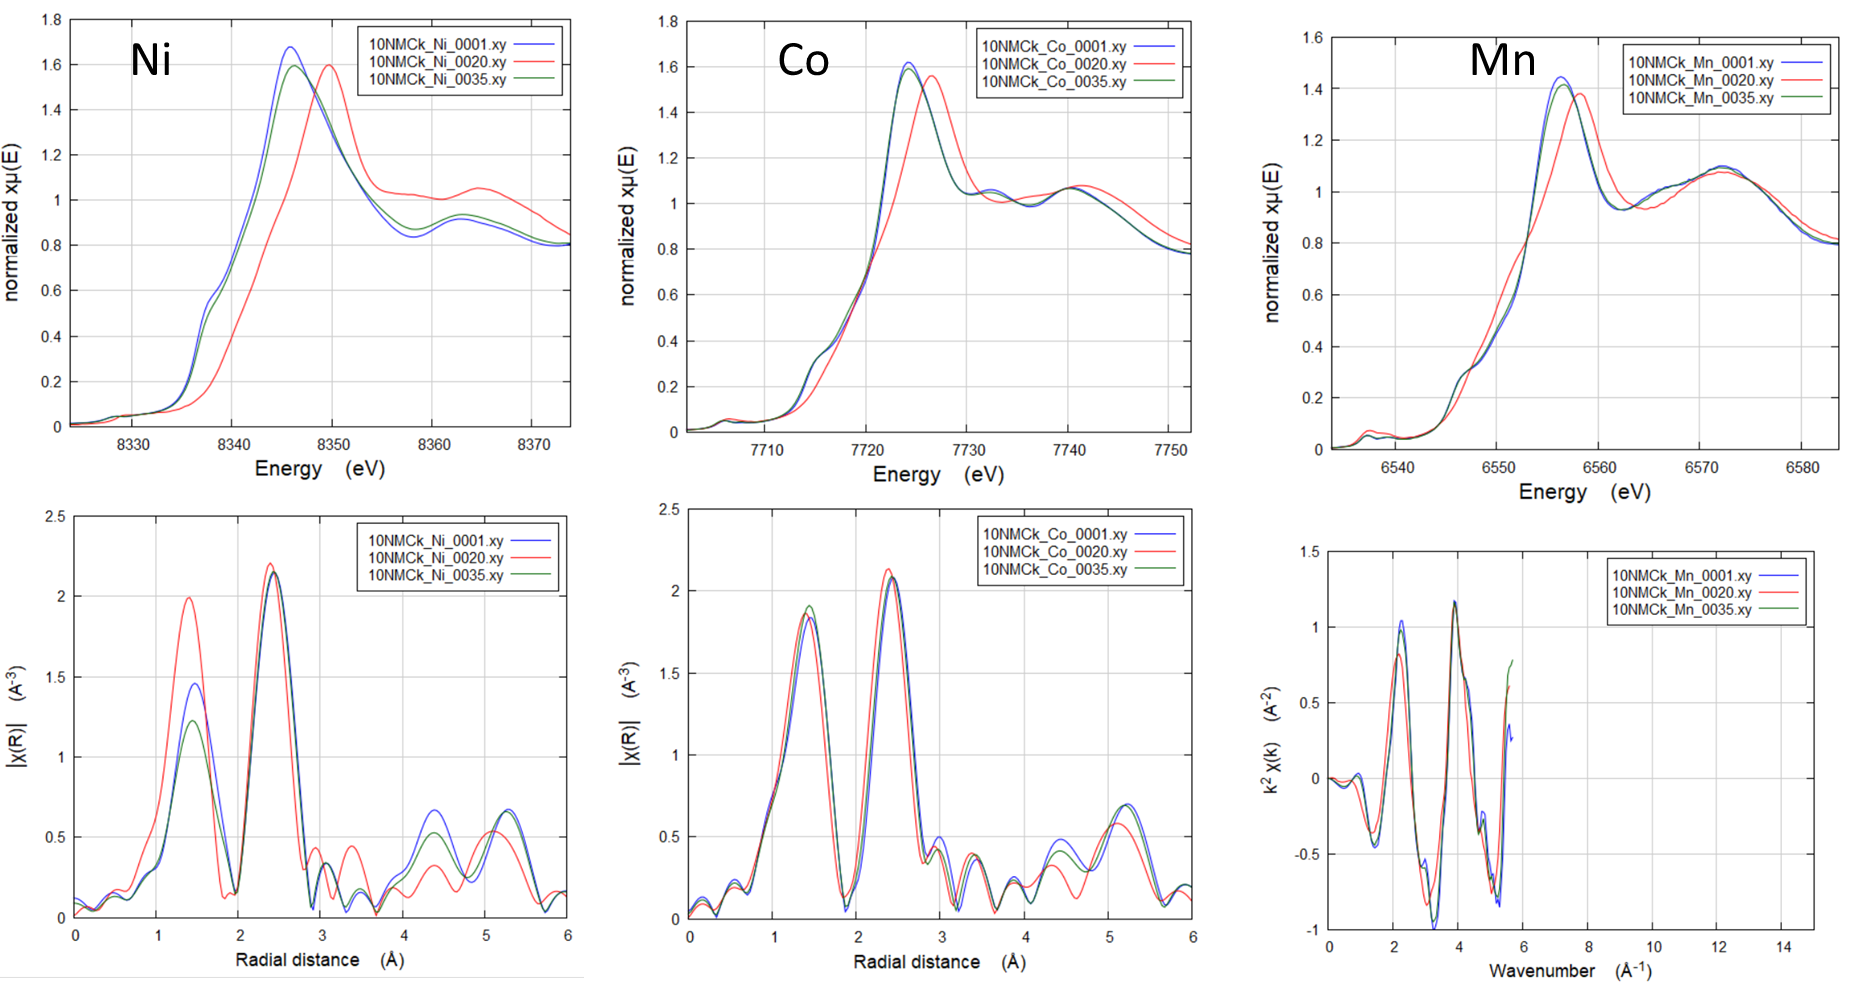 Ni
10NMCk_Ni_0001.xy
10NMCk_Ni_0020.xy
10NMCk_Ni_0035.xy
normalized xμ(E)
1.8
1.6
1.4
1.2
1
0.8
0.6
0.4
0.2
0
8330 8340 8350 8360 8370
Energy (eV)
Co
10NMCk_Co_0001.xy
10NMCk_Co_0020.xy
10NMCk_Co_0035.xy
normalized xμ(E)
1.8
1.6
1.4
1.2
1
0.8
0.6
0.4
0.2
0
7710 7720 7730 7740 7750
Energy (eV)
Mn
10NMCk_Mn_0001.xy
10NMCk_Mn_0020.xy
10NMCk_Mn_0035.xy
normalized xμ(E)
1.6
1.4
1.2
1
0.8
0.6
0.4
0.2
0
6540 6550 6560 6570 6580
Energy (eV)
10NMCk_Ni_0001.xy
10NMCk_Ni_0020.xy
10NMCk_Ni_0035.xy
|χ(R)| (A-3)
2.5
2
1.5
1
0.5
0
0 1 2 3 4 5 6
Radial distance (Å)
10NMCk_Co_0001.xy
10NMCk_Co_0020.xy
10NMCk_Co_0035.xy
|χ(R)| (A-3)
2.5
2
1.5
1
0.5
0
0 1 2 3 4 5 6
Radial distance (Å)
10NMCk_Mn_0001.xy
10NMCk_Mn_0020.xy
10NMCk_Mn_0035.xy
k2 χ(k) (A-2)
1.5
1
0.5
0
-0.5
-1
0 2 4 6 8 10 12 14
Wavenumber (Å-1)